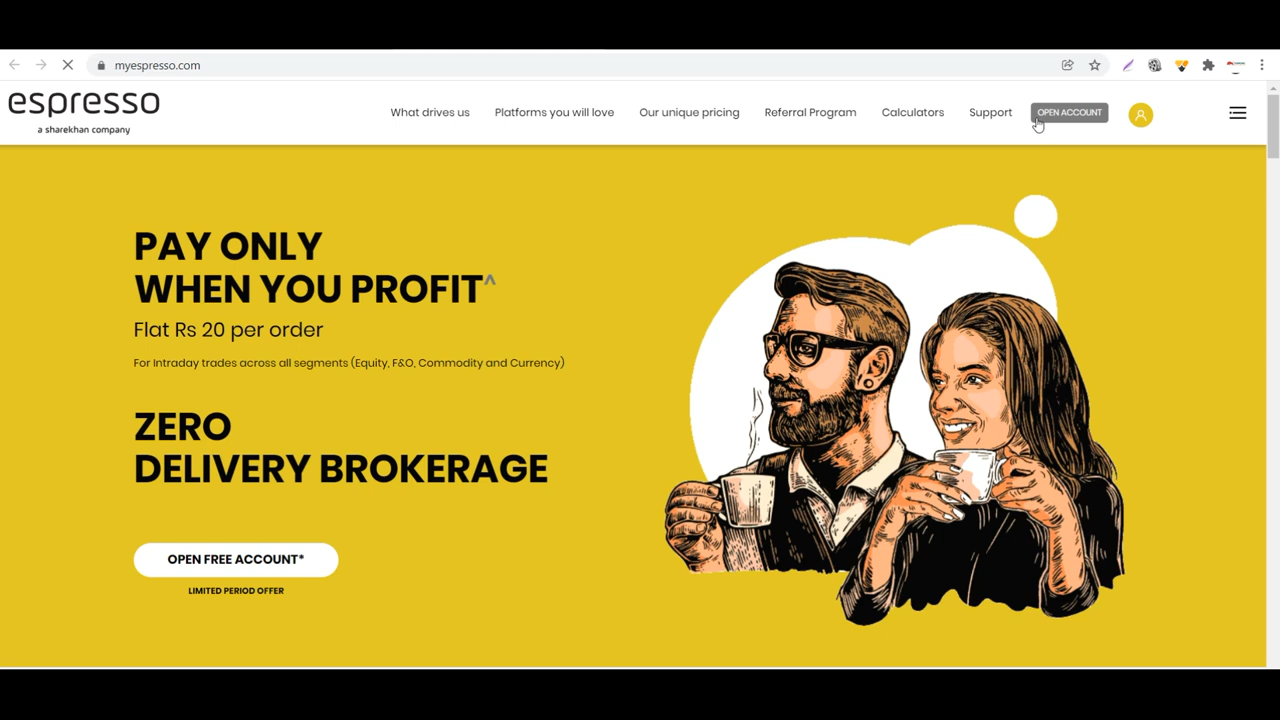 myespresso.com
espresso
a sharekhan company
What drives us
Platforms you will love
Our unique pricing
Referral Program
Calculators
Support
OPEN ACCOUNT
PAY ONLY
WHEN YOU PROFIT^
Flat Rs 20 per order
For Intraday trades across all segments (Equity, F&O, Commodity and Currency)
ZERO
DELIVERY BROKERAGE
OPEN FREE ACCOUNT*
LIMITED PERIOD OFFER